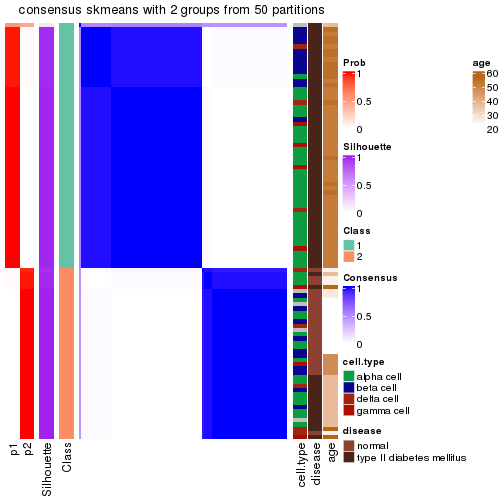 consensus skmeans with 2 groups from 50 partitions
p1
p2
Silhouette
Class
cell.type
disease
age
Prob
1
0.5
0
Silhouette
1
0.5
0
Class
1
2
Consensus
1
0.5
0
cell.type
alpha cell
beta cell
delta cell
gamma cell
disease
normal
type II diabetes mellitus
age
60
50
40
30
20